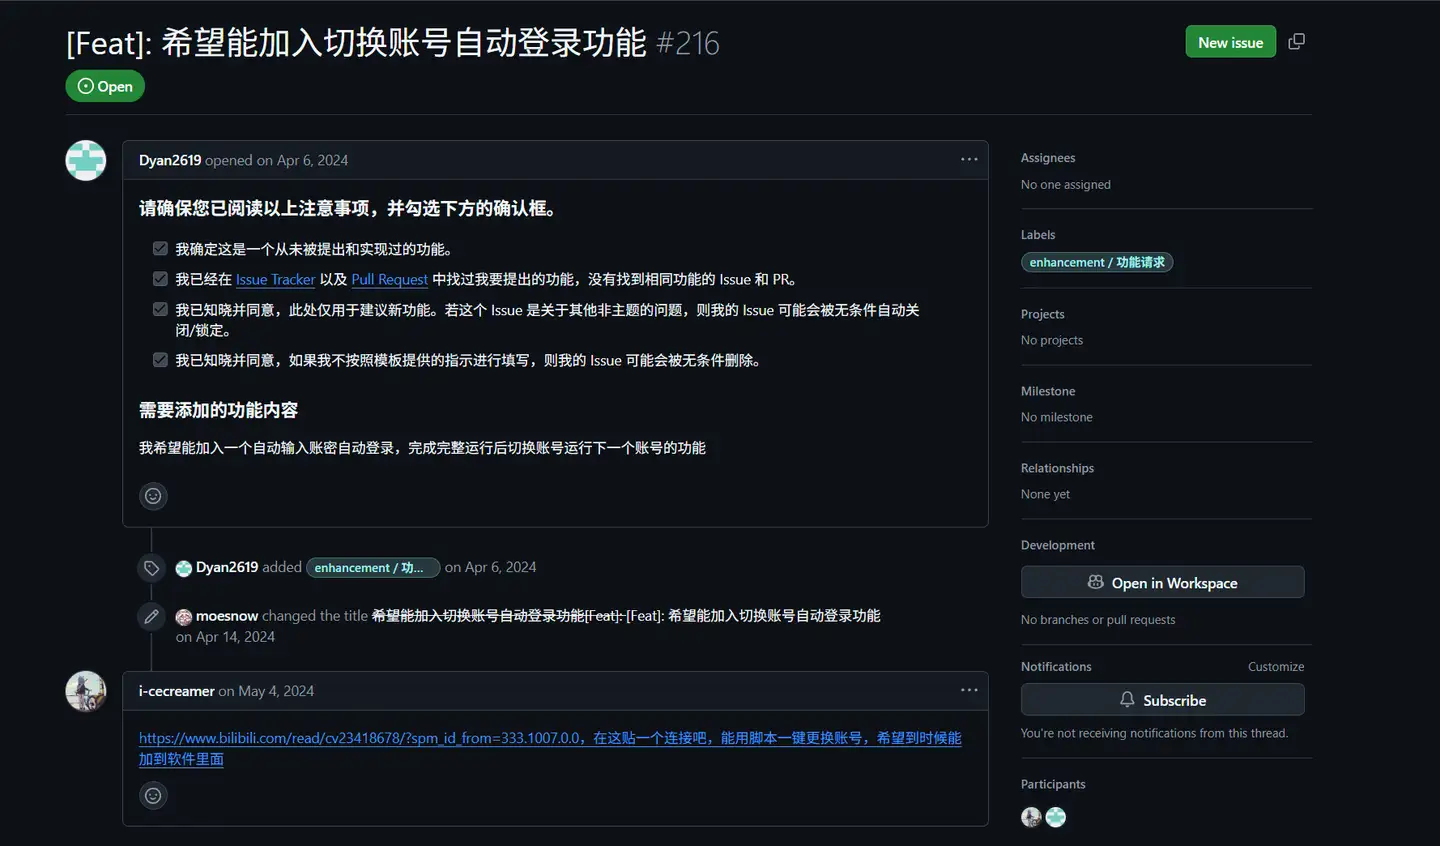 [Feat]: 希望能加入切换账号自动登录功能 #216
New issue
Open
Dyan2619 opened on Apr 6, 2024
请确保您已阅读以上注意事项，并勾选下方的确认框。
我确定这是一个从未被提出和实现过的功能。
我已经在 Issue Tracker 以及 Pull Request 中找过我要提出的功能，没有找到相同功能的 Issue 和 PR。
我已知晓并同意，此处仅用于建议新功能。若这个 Issue 是关于其他非主题的问题，则我的 Issue 可能会被无条件自动关
闭/锁定。
我已知晓并同意，如果我不按照模板提供的指示进行填写，则我的 Issue 可能会被无条件删除。
需要添加的功能内容
我希望能加入一个自动输入账密自动登录，完成完整运行后切换账号运行下一个账号的功能
Dyan2619 added enhancement / 功... on Apr 6, 2024
moesnow changed the title 希望能加入切换账号自动登录功能[Feat]: [Feat]: 希望能加入切换账号自动登录功能
on Apr 14, 2024
i-cecreamer on May 4, 2024
https://www.bilibili.com/read/cv23418678/?spm_id_from=333.1007.0.0，在这贴一个连接吧，能用脚本一键更换账号，希望到时候能
加到软件里面
Assignees
No one assigned
Labels
enhancement / 功能请求
Projects
No projects
Milestone
No milestone
Relationships
None yet
Development
Open in Workspace
No branches or pull requests
Notifications
Customize
Subscribe
You're not receiving notifications from this thread.
Participants